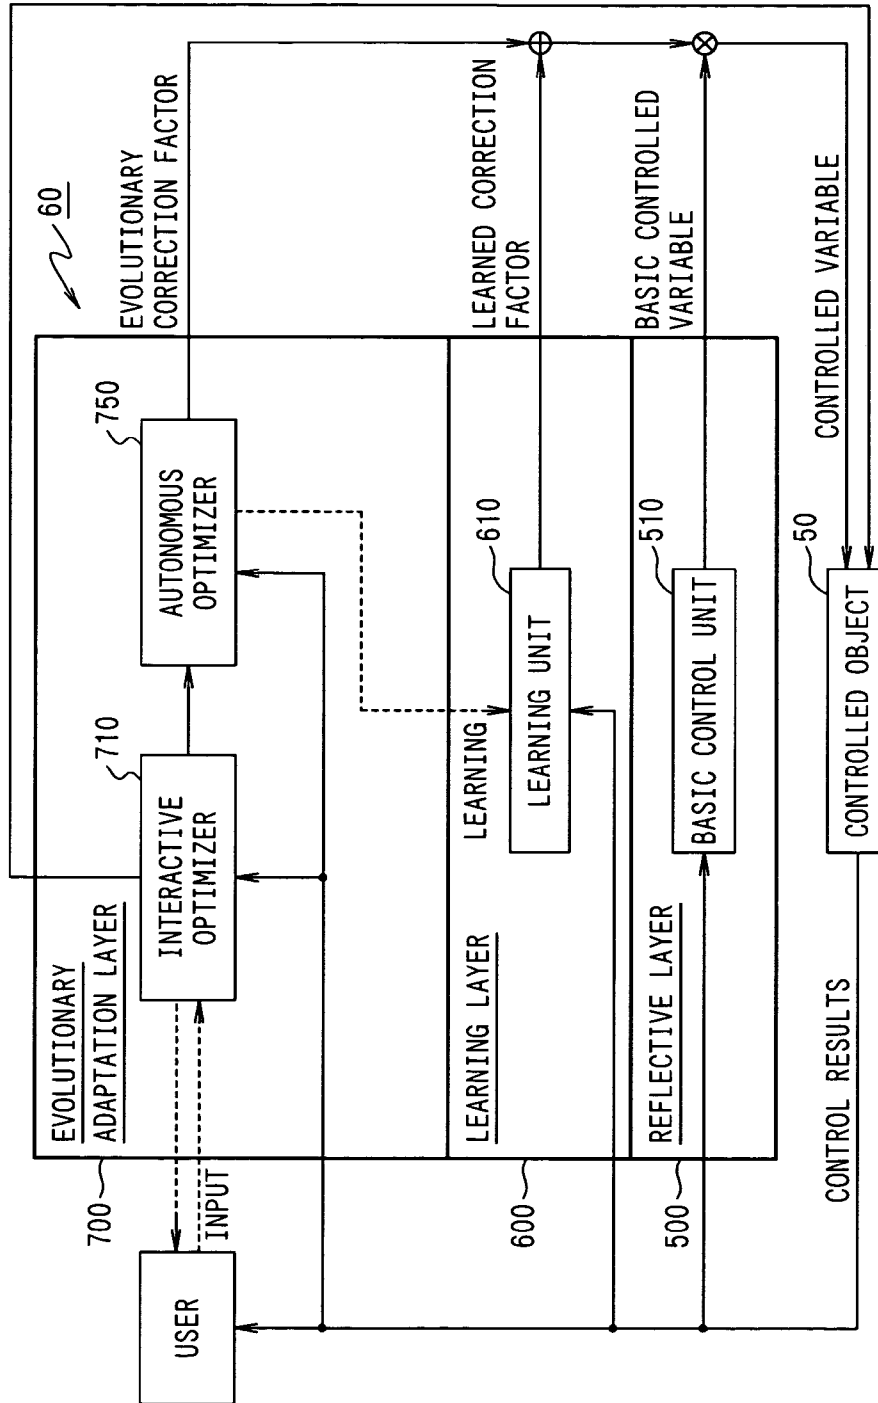 60
EVOLUTIONARY
ADAPTATION LAYER
700
USER
INPUT
710
INTERACTIVE
OPTIMIZER
750
AUTONOMOUS
OPTIMIZER
EVOLUTIONARY
CORRECTION FACTOR
LEARNING LAYER
600
LEARNING
610
LEARNING UNIT
LEARNED CORRECTION
FACTOR
REFLECTIVE LAYER
500
510
BASIC CONTROL UNIT
BASIC CONTROLLED
VARIABLE
CONTROL RESULTS
50
CONTROLLED OBJECT
CONTROLLED VARIABLE